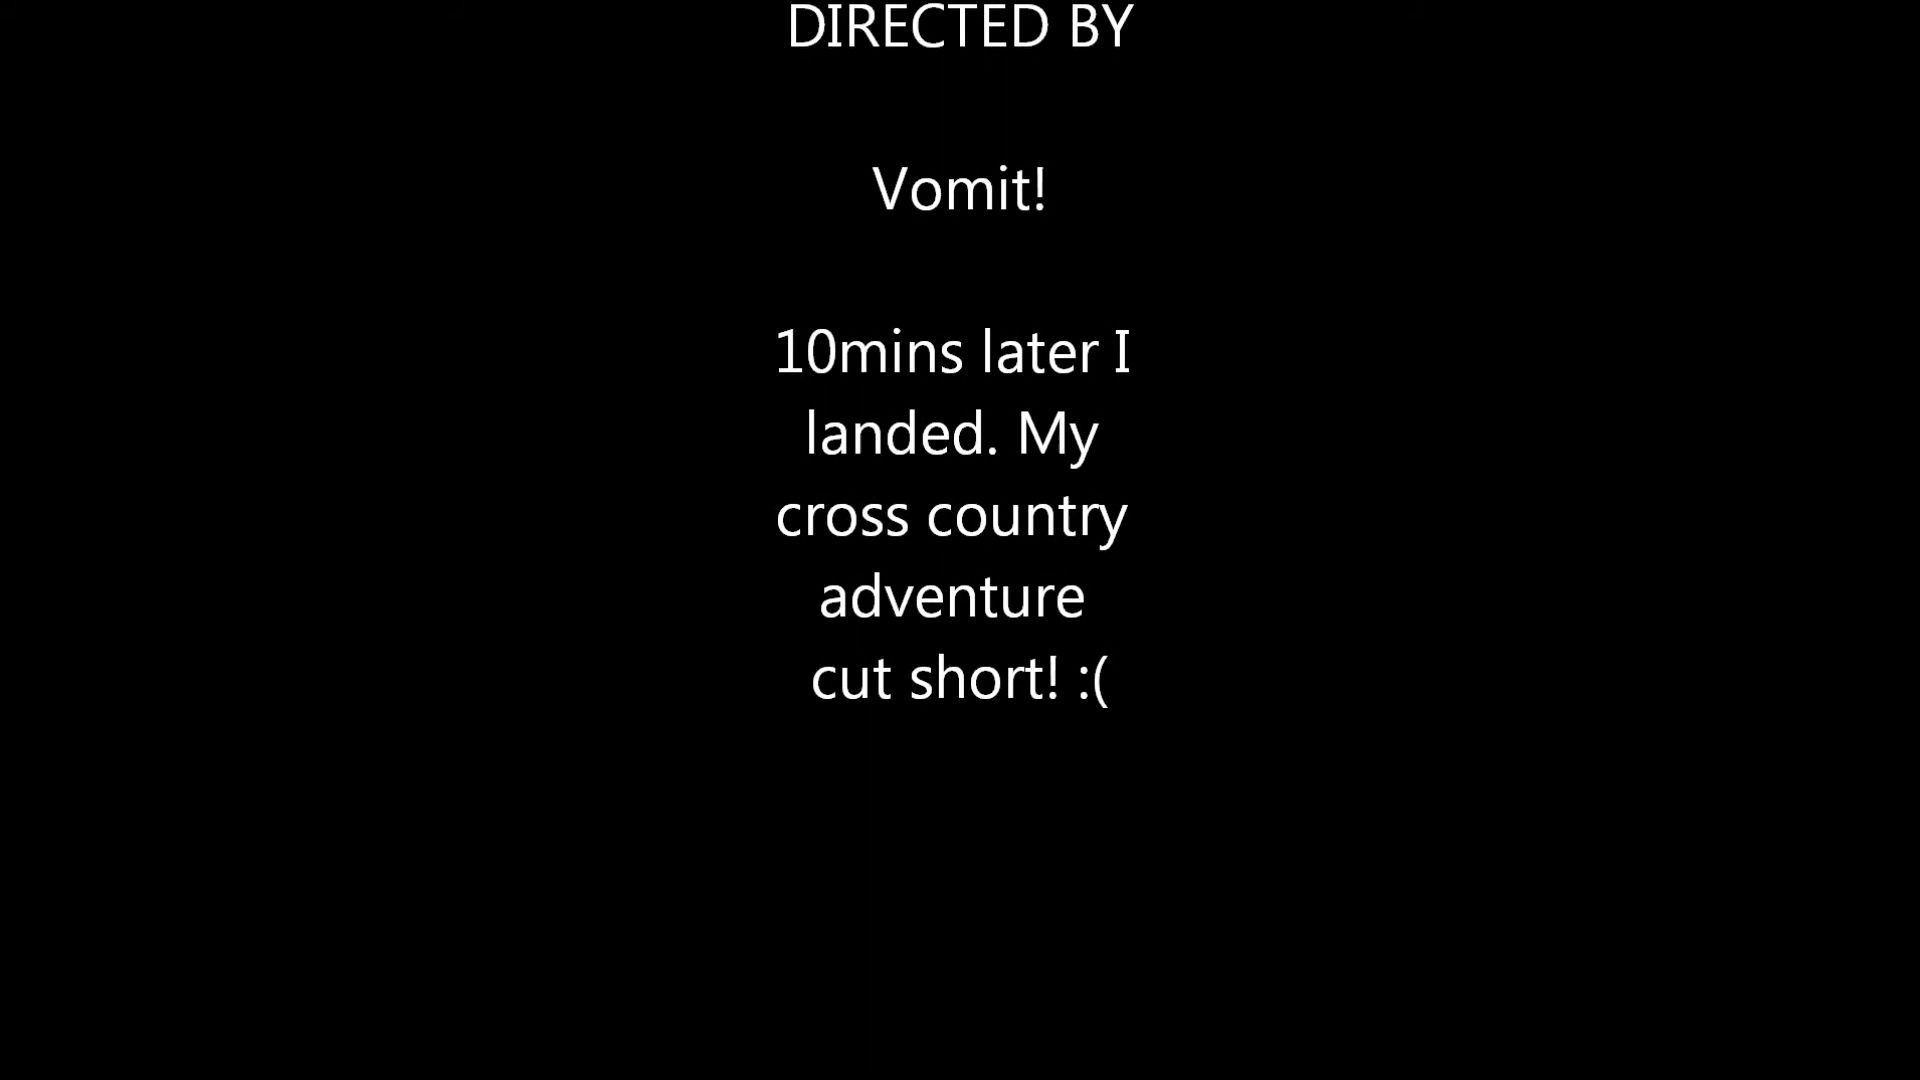 DIRECTED BY
Vomit!
10mins later I
landed. My
cross country
adventure
cut short! :(